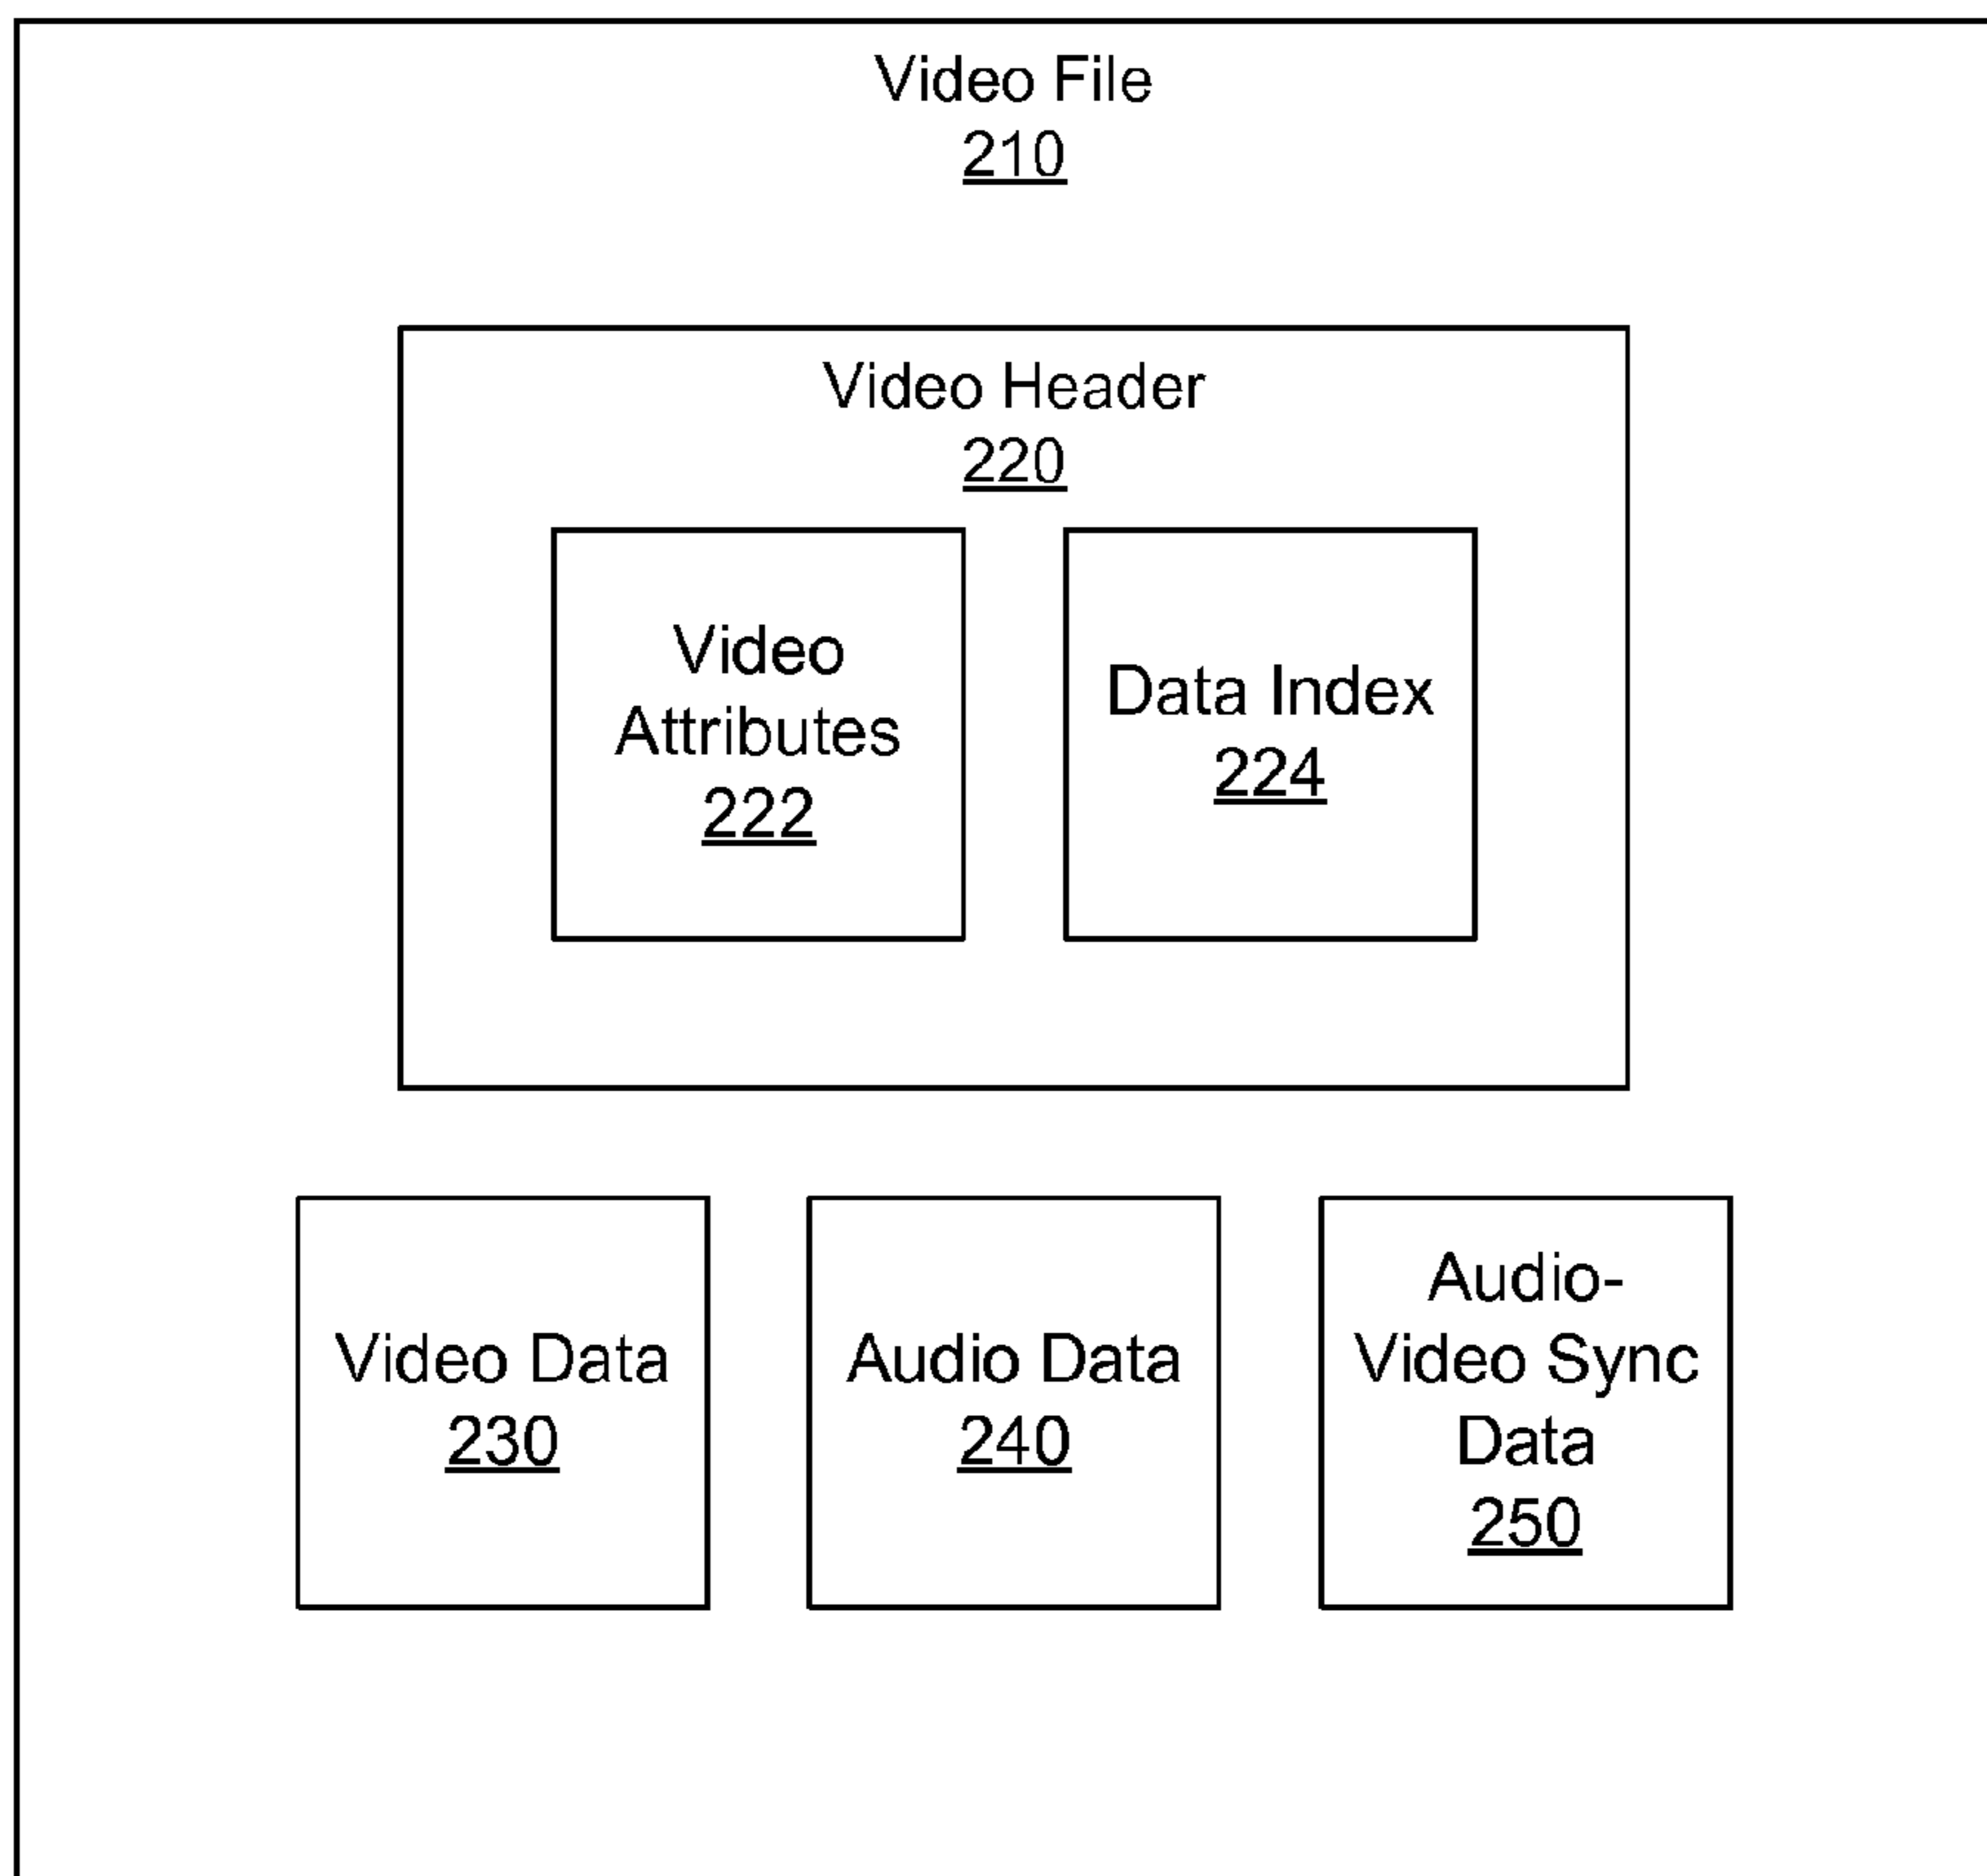 Video File
210
Video Header
220
Video
Attributes
222
Data Index
224
Video Data
230
Audio Data
240
Audio-
Video Sync
Data
250